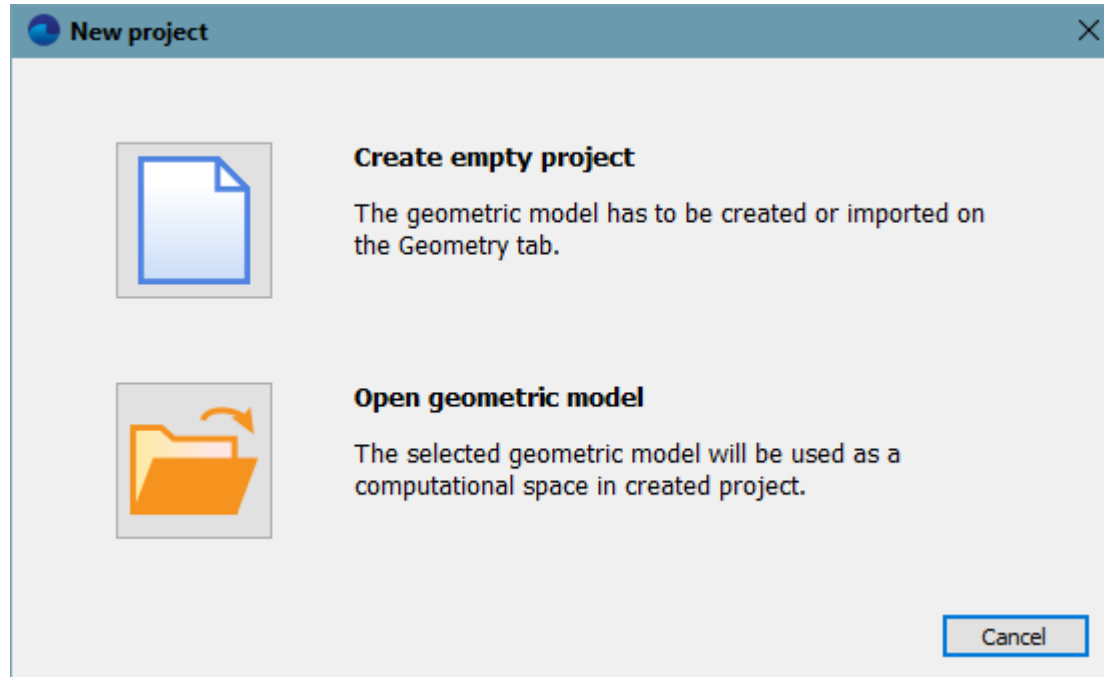 New project
Create empty project
The geometric model has to be created or imported on
the Geometry tab.
Open geometric model
The selected geometric model will be used as a
computational space in created project.
Cancel